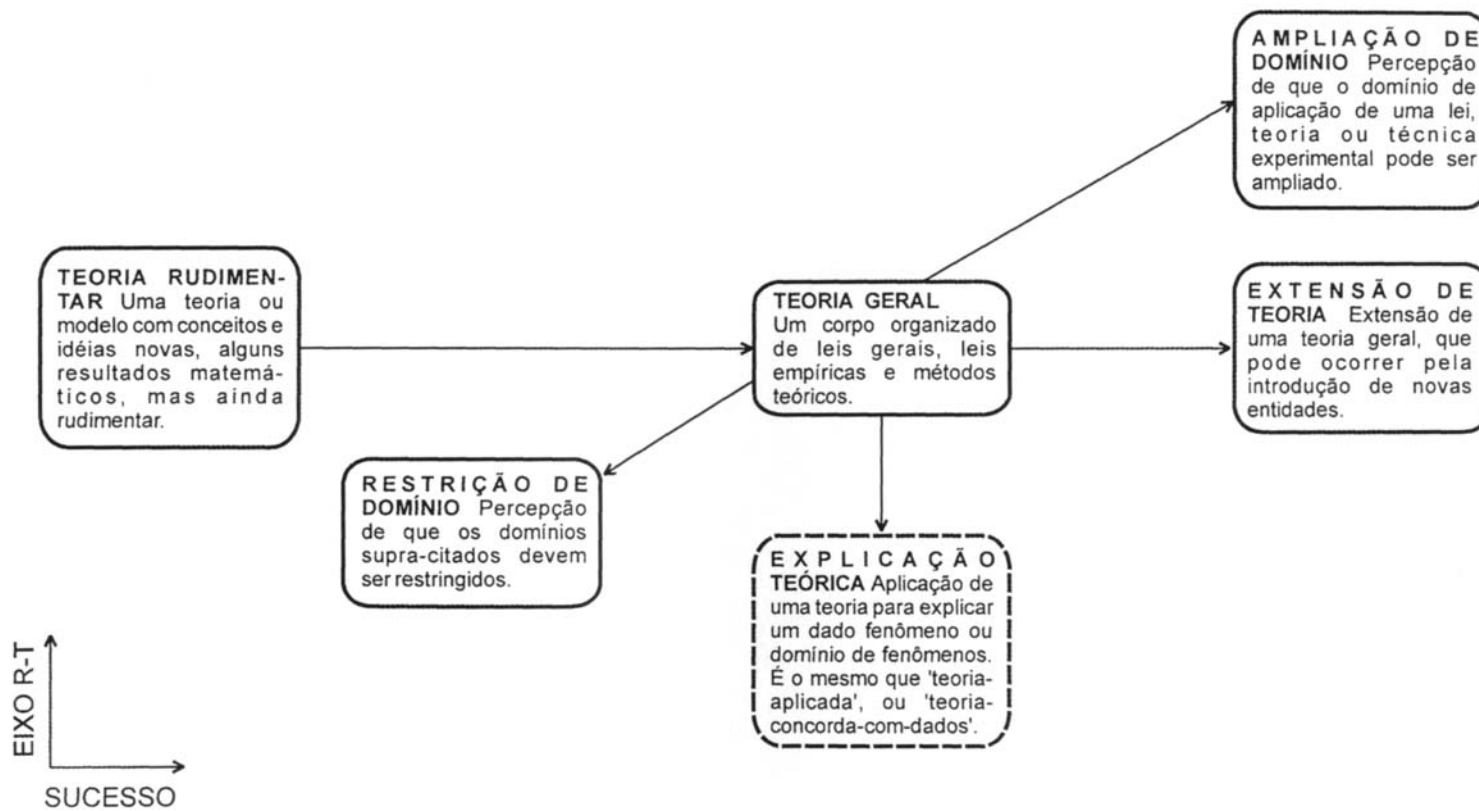 AMPLIAÇÃO DE
DOMÍNIO Percepção
de que o domínio de
aplicação de uma lei,
teoria ou técnica
experimental pode ser
ampliado.
TEORIA RUDIMEN-
TAR Uma teoria ou
modelo com conceitos e
idéias novas, alguns
resultados matemá-
ticos, mas ainda
rudimentar.
TEORIA GERAL
Um corpo organizado
de leis gerais, leis
empíricas e métodos
teóricos.
EXTENSÃO DE
TEORIA Extensão de
uma teoria geral, que
pode ocorrer pela
introdução de novas
entidades.
RESTRIÇÃO DE
DOMÍNIO Percepção
de que os domínios
supra-citados devem
ser restringidos.
EXPLICAÇÃO
TEÓRICA Aplicação de
uma teoria para explicar
um dado fenômeno ou
domínio de fenômenos.
É o mesmo que 'teoria-
aplicada', ou 'teoria-
concorda-com-dados'.
EIXO R-T
SUCESSO